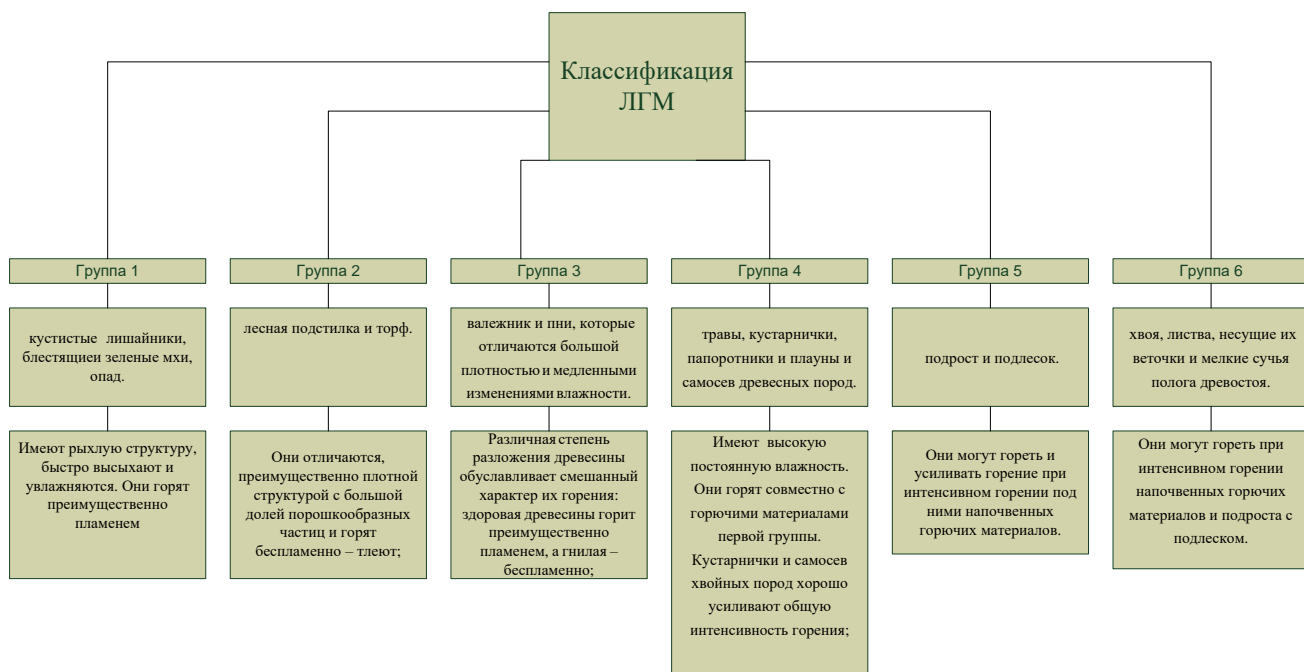 Классификация
ЛГМ
Группа 1
кустистые лишайники,
блестящиеи зеленые мхи,
опад.
Имеют рыхлую структуру,
быстро высыхают и
увлажняются. Они горят
преимущественно
пламенем
Группа 2
лесная подстилка и торф.
Они отличаются,
преимущественно плотной
структурой с большой
долей порошкообразных
частиц и горят
беспламенно – тлеют;
Группа 3
валежник и пни, которые
отличаются большой
плотностью и медленными
изменениями влажности.
Различная степень
разложения древесины
обуславливает смешанный
характер их горения:
здоровая древесины горит
преимущественно
пламенем, а гнилая –
беспламенно;
Группа 4
травы, кустарнички,
папоротники и плауны и
самосев древесных пород.
Имеют высокую
постоянную влажность.
Они горят совместно с
горючими материалами
первой группы.
Кустарнички и самосев
хвойных пород хорошо
усиливают общую
интенсивность горения;
Группа 5
подрост и подлесок.
Они могут гореть и
усиливать горение при
интенсивном горении под
ними напочвенных
горючих материалов.
Группа 6
хвоя, листва, несущие их
веточки и мелкие сучья
полога древостоя.
Они могут гореть при
интенсивном горении
напочвенных горючих
материалов и подроста с
подлеском.